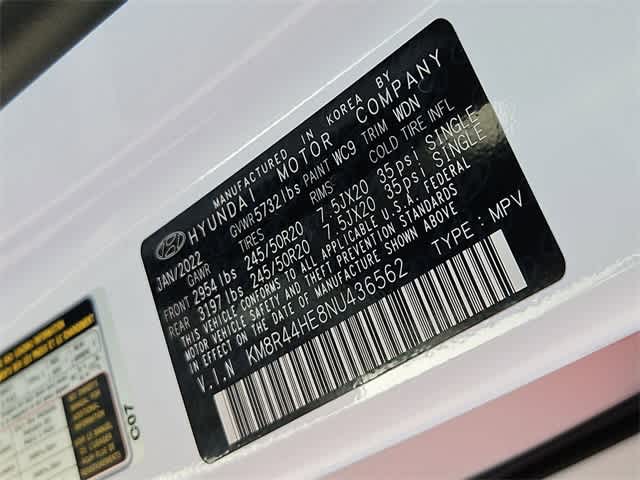 MANUFACTURED IN KOREA BY
HYUNDAI MOTOR COMPANY
JAN/2022 GVWR 5732 lbs PAINT WC9 TRIM WDN
GAWR TIRES RIMS COLD TIRE INFL
FRONT 2954 lbs 245/50R20 7.5JX20 35psi SINGLE
REAR 3197 lbs 245/50R20 7.5JX20 35psi SINGLE
THIS VEHICLE CONFORMS TO ALL APPLICABLE U.S.A. FEDERAL
MOTOR VEHICLE SAFETY AND THEFT PREVENTION STANDARDS
IN EFFECT ON THE DATE OF MANUFACTURE SHOWN ABOVE
V.I.N KM8R44HE8NU436562 TYPE : MPV
C07